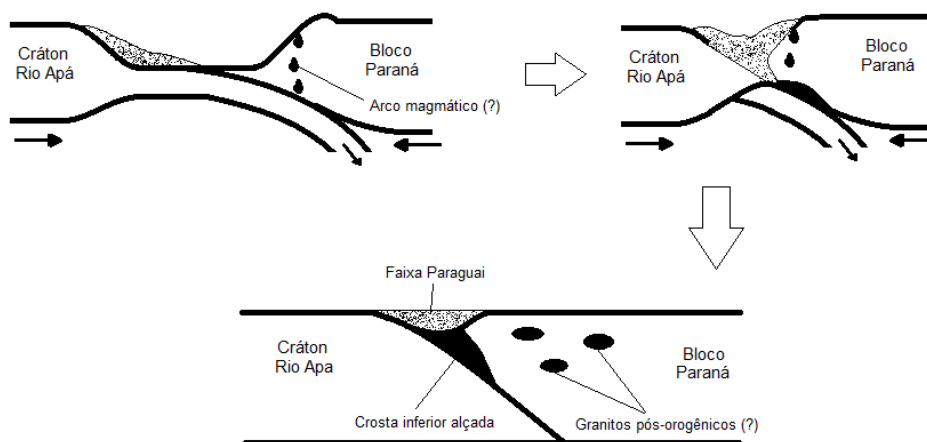 Cráton
Rio Apá
Bloco
Paraná
Arco magmático (?)
Cráton
Rio Apá
Bloco
Paraná
Faixa Paraguai
Cráton
Rio Apa
Bloco
Paraná
Crosta inferior alçada
Granitos pós-orogênicos (?)